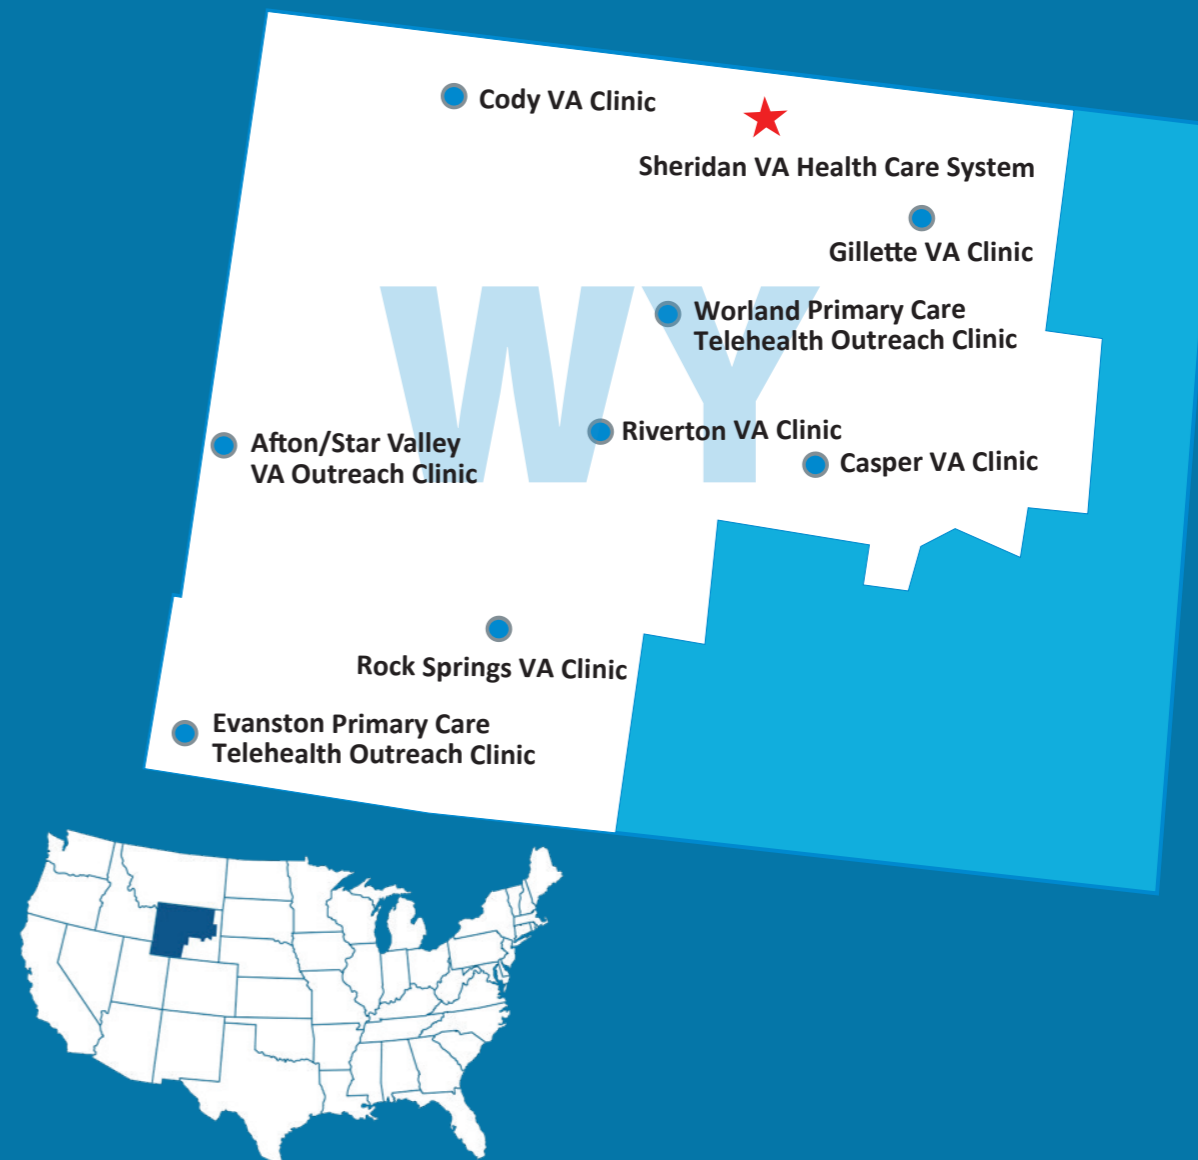 Cody VA Clinic
Sheridan VA Health Care System
Gillette VA Clinic
WY
Worland Primary Care
Telehealth Outreach Clinic
Riverton VA Clinic
Afton/Star Valley
VA Outreach Clinic
Casper VA Clinic
Rock Springs VA Clinic
Evanston Primary Care
Telehealth Outreach Clinic